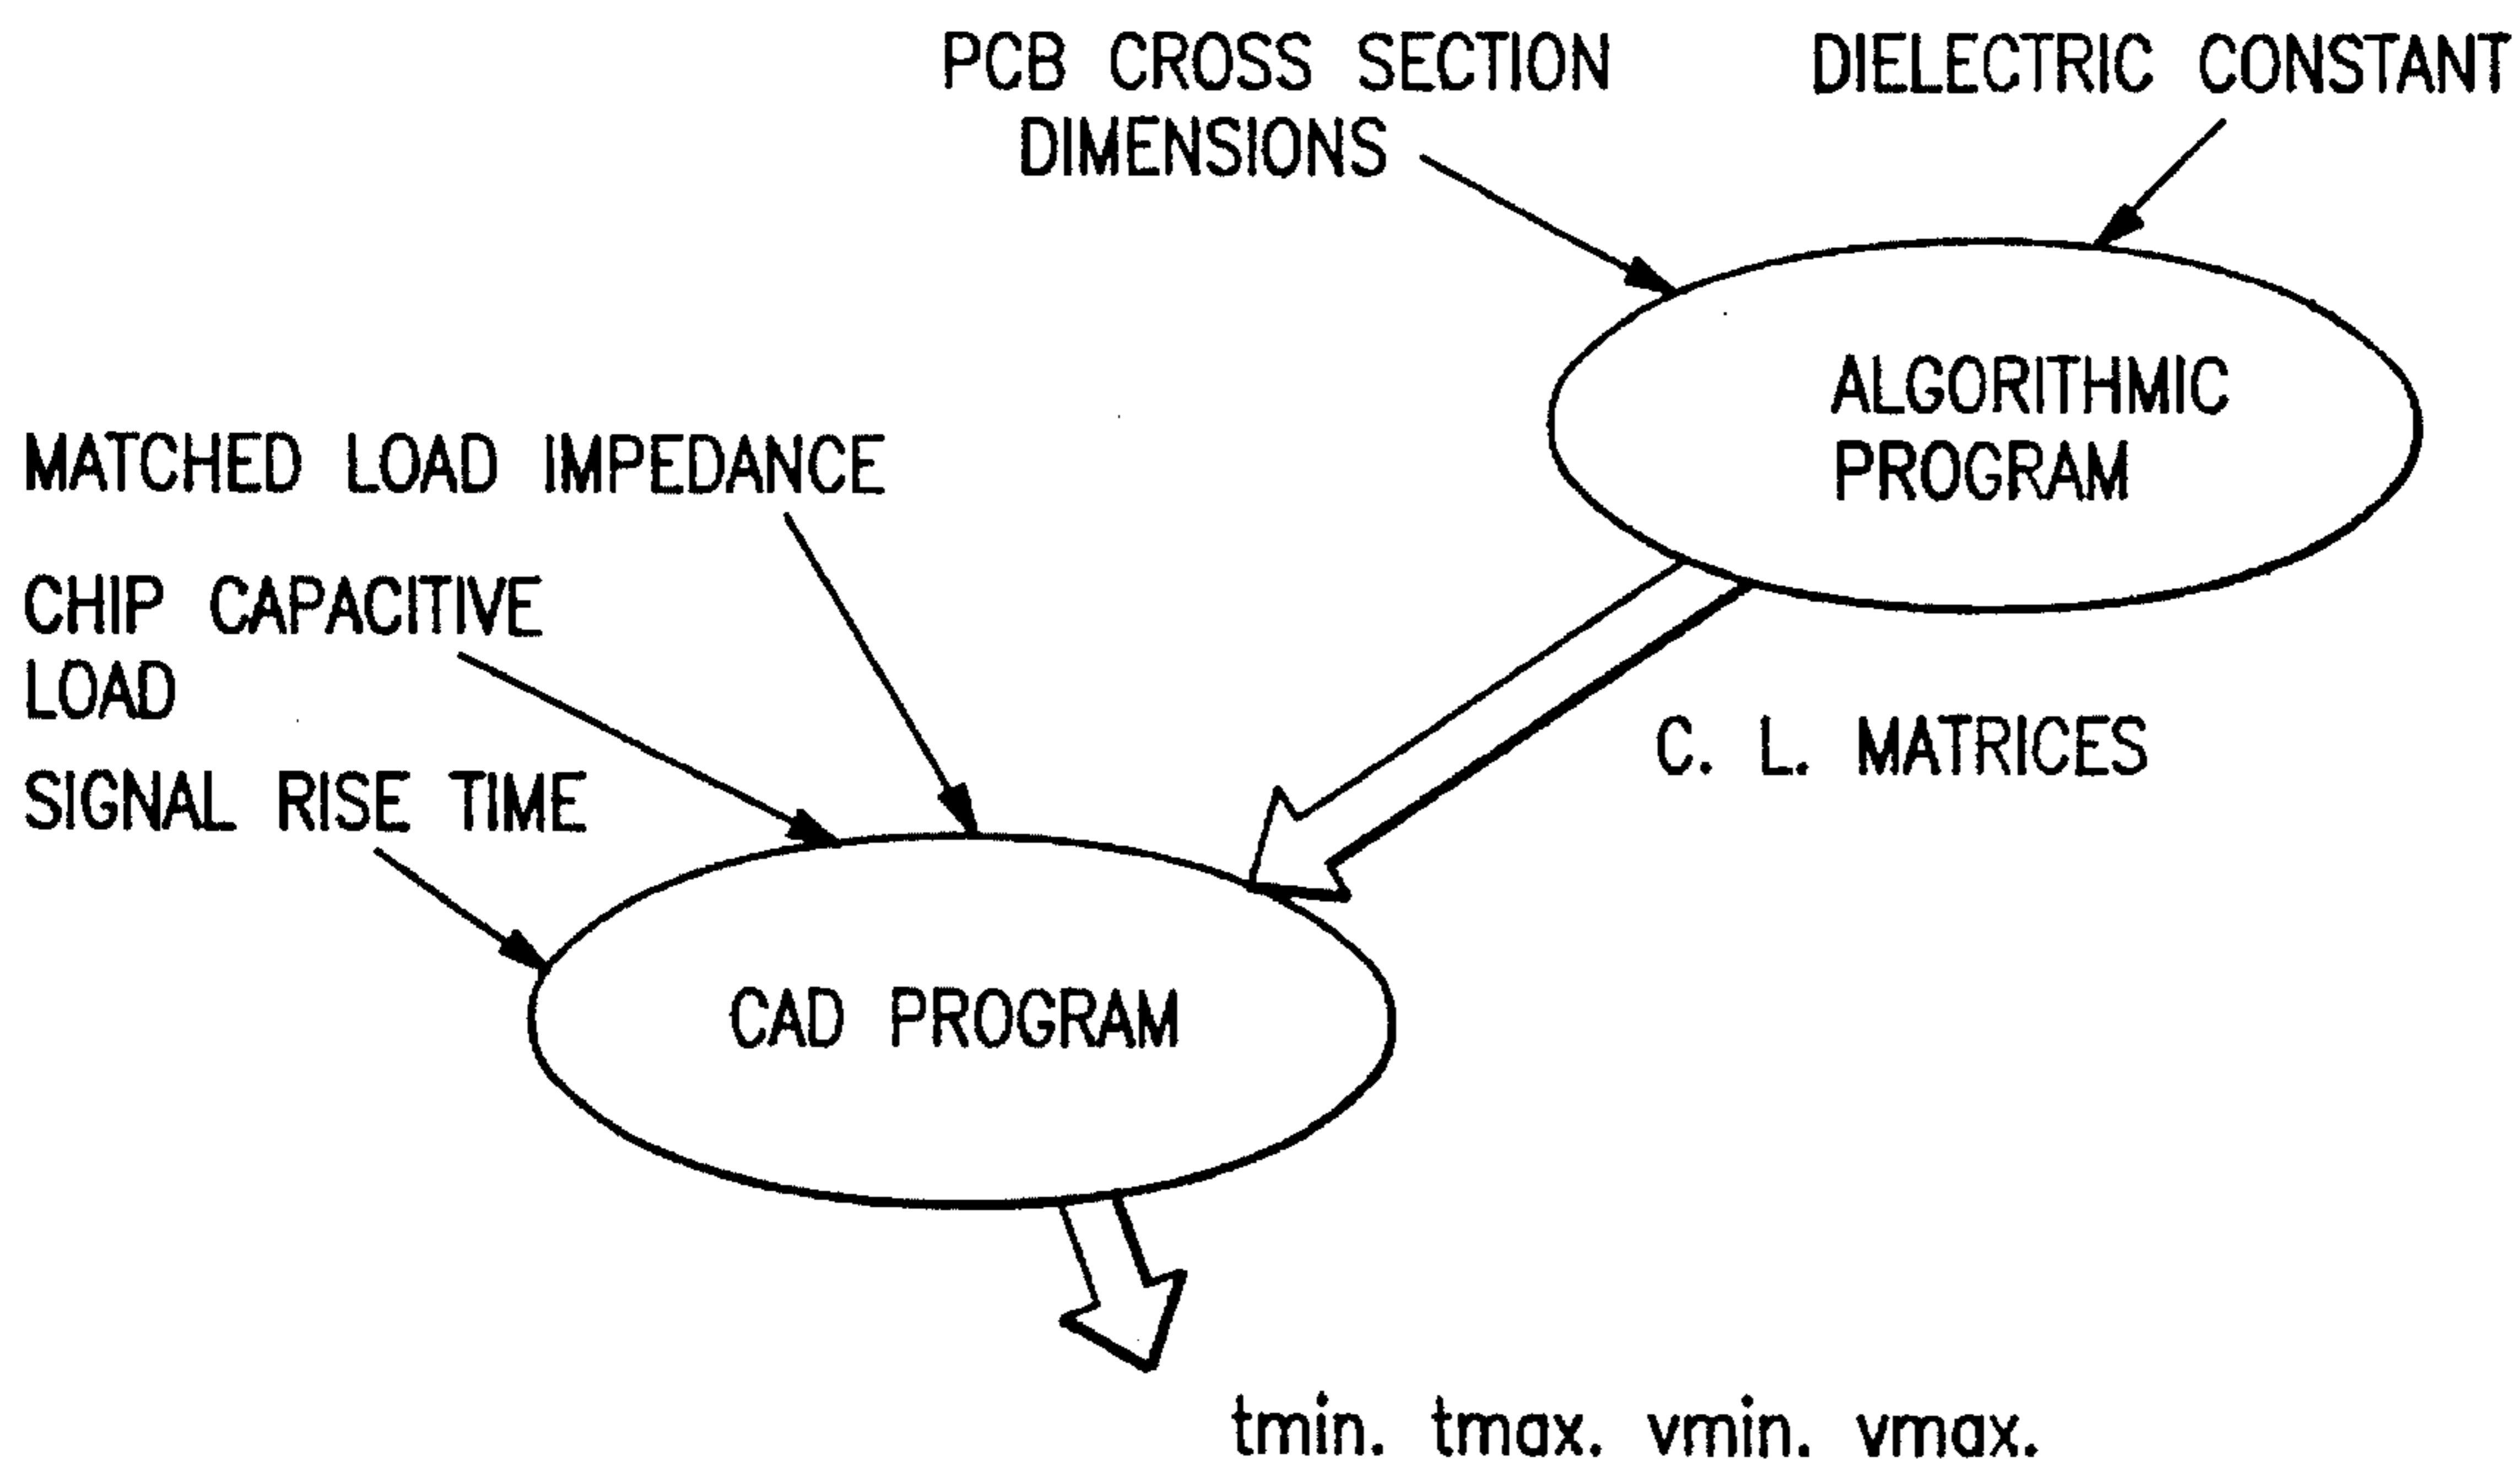 PCB CROSS SECTION
DIMENSIONS
DIELECTRIC CONSTANT
ALGORITHMIC
PROGRAM
MATCHED LOAD IMPEDANCE
CHIP CAPACITIVE
LOAD
SIGNAL RISE TIME
C. L. MATRICES
CAD PROGRAM
tmin. tmax. vmin. vmax.